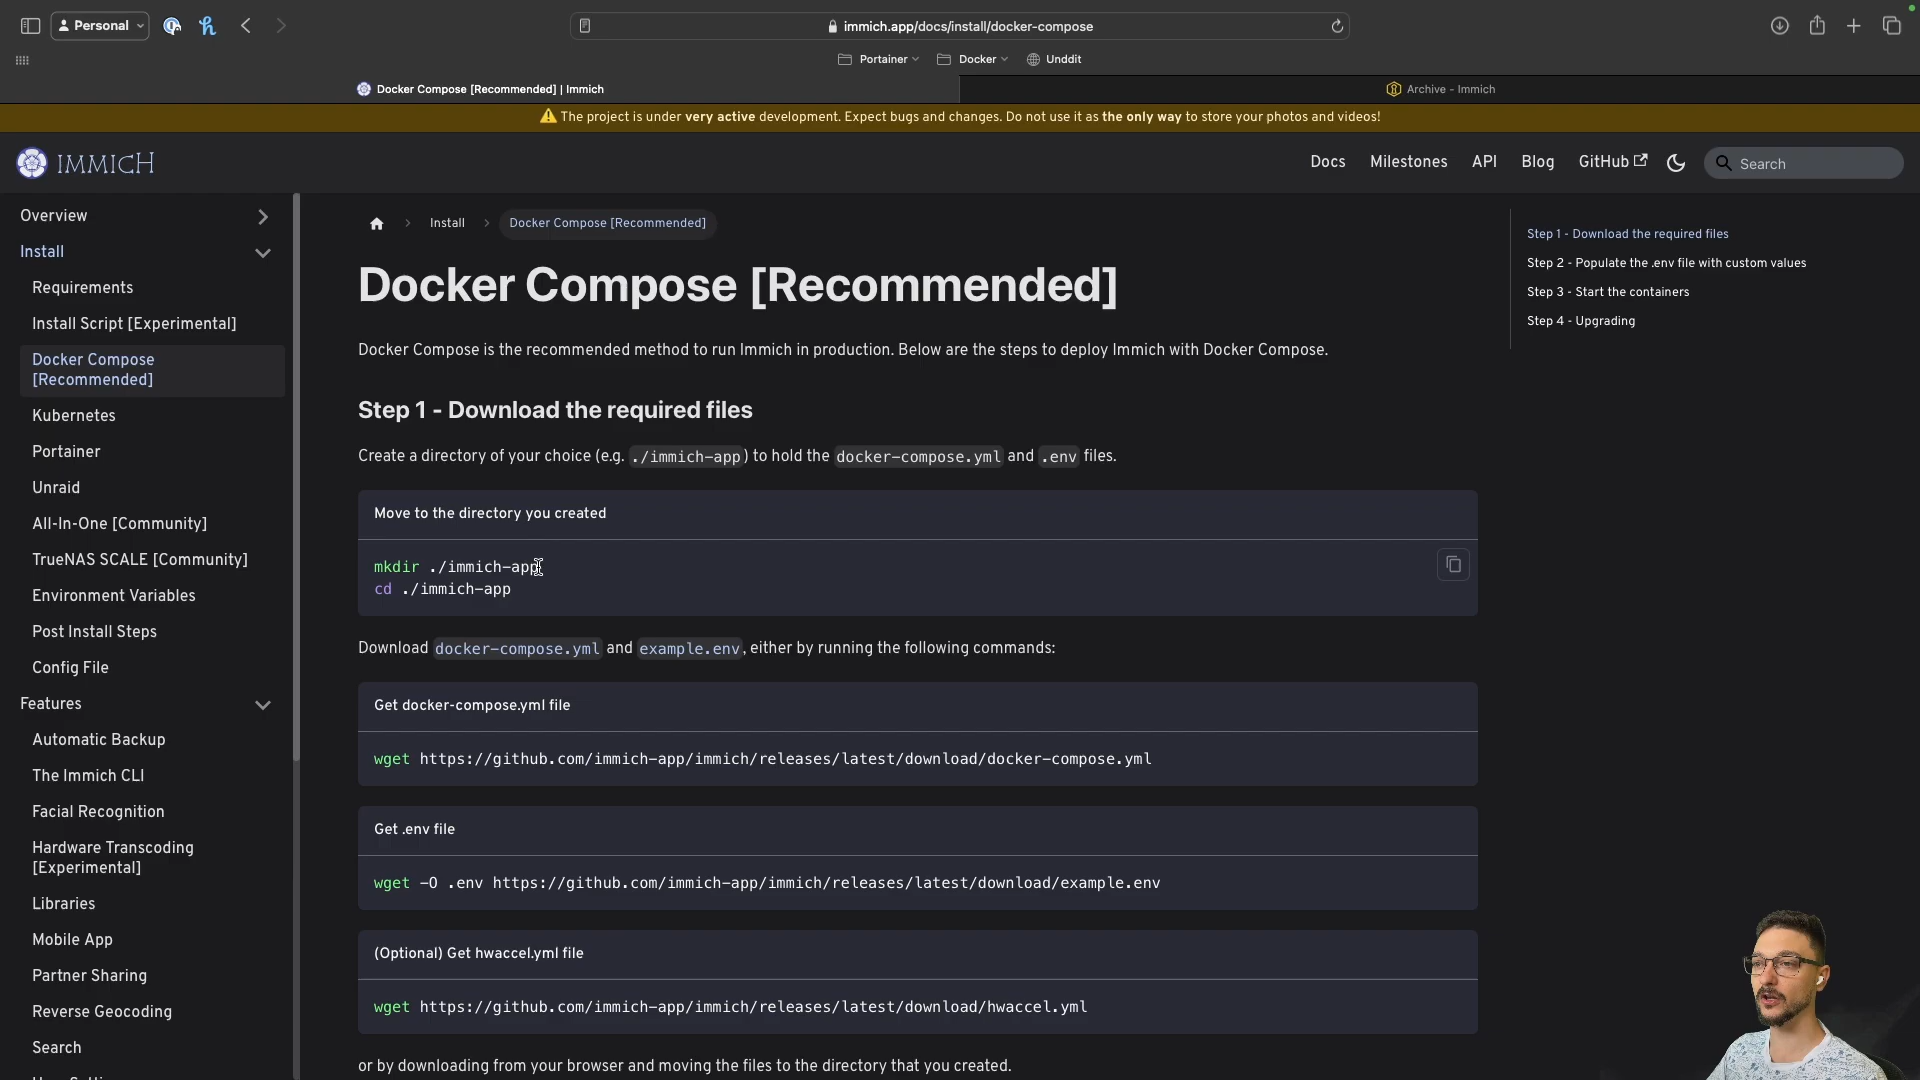 Personal
immich.app/docs/install/docker-compose
Portainer
Docker
Unddit
Docker Compose [Recommended] | Immich
Archive - Immich
The project is under very active development. Expect bugs and changes. Do not use it as the only way to store your photos and videos!
IMMICH
Docs
Milestones
API
Blog
GitHub
Search
Overview
Install
Requirements
Install Script [Experimental]
Docker Compose
[Recommended]
Kubernetes
Portainer
Unraid
All-In-One [Community]
TrueNAS SCALE [Community]
Environment Variables
Post Install Steps
Config File
Features
Automatic Backup
The Immich CLI
Facial Recognition
Hardware Transcoding
[Experimental]
Libraries
Mobile App
Partner Sharing
Reverse Geocoding
Search
Install
Docker Compose [Recommended]
Docker Compose [Recommended]
Docker Compose is the recommended method to run Immich in production. Below are the steps to deploy Immich with Docker Compose.
Step 1 - Download the required files
Create a directory of your choice (e.g. ./immich-app) to hold the docker-compose.yml and .env files.
Move to the directory you created
mkdir ./immich-app
cd ./immich-app
Download docker-compose.yml and example.env, either by running the following commands:
Get docker-compose.yml file
wget https://github.com/immich-app/immich/releases/latest/download/docker-compose.yml
Get .env file
wget -O .env https://github.com/immich-app/immich/releases/latest/download/example.env
(Optional) Get hwaccel.yml file
wget https://github.com/immich-app/immich/releases/latest/download/hwaccel.yml
or by downloading from your browser and moving the files to the directory that you created.
Step 1 - Download the required files
Step 2 - Populate the .env file with custom values
Step 3 - Start the containers
Step 4 - Upgrading